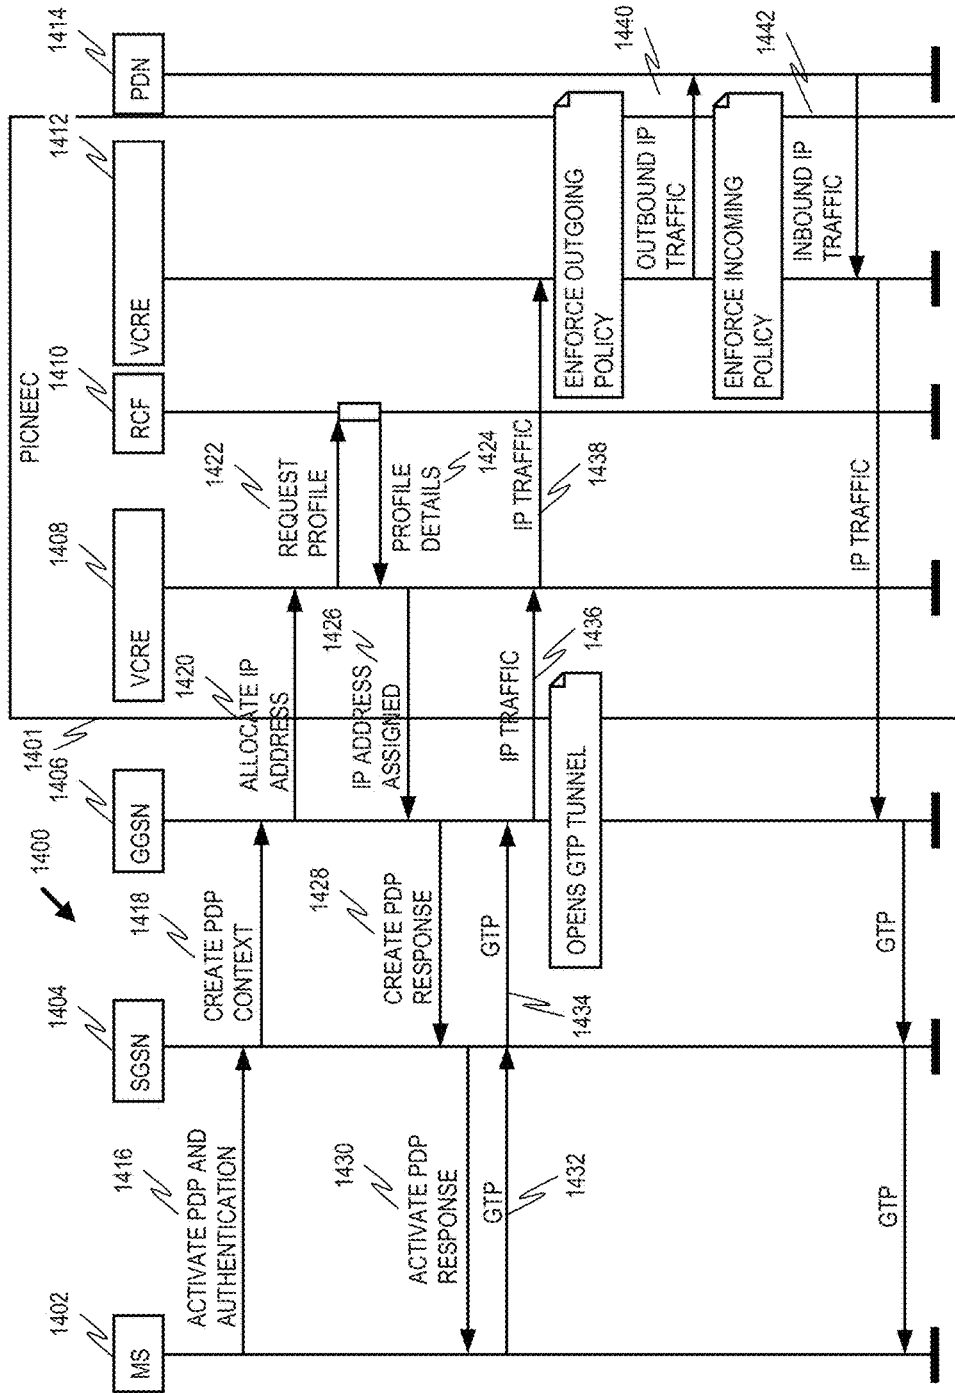 1400
1401
PICNEEC
1402
MS
1404
SGSN
1406
GGSN
1408
VCRE
1410
RCF
1412
VCRE
1414
PDN
1416
ACTIVATE PDP AND
AUTHENTICATION
1418
CREATE PDP
CONTEXT
1420
ALLOCATE IP
ADDRESS
1422
REQUEST
PROFILE
PROFILE
DETAILS
1424
1426
IP ADDRESS
ASSIGNED
1428
CREATE PDP
RESPONSE
1430
ACTIVATE PDP
RESPONSE
GTP
1432
GTP
1434
IP TRAFFIC
1436
IP TRAFFIC
1438
OPENS GTP TUNNEL
ENFORCE OUTGOING
POLICY
OUTBOUND IP
TRAFFIC
1440
ENFORCE INCOMING
POLICY
INBOUND IP
TRAFFIC
1442
IP TRAFFIC
GTP
GTP